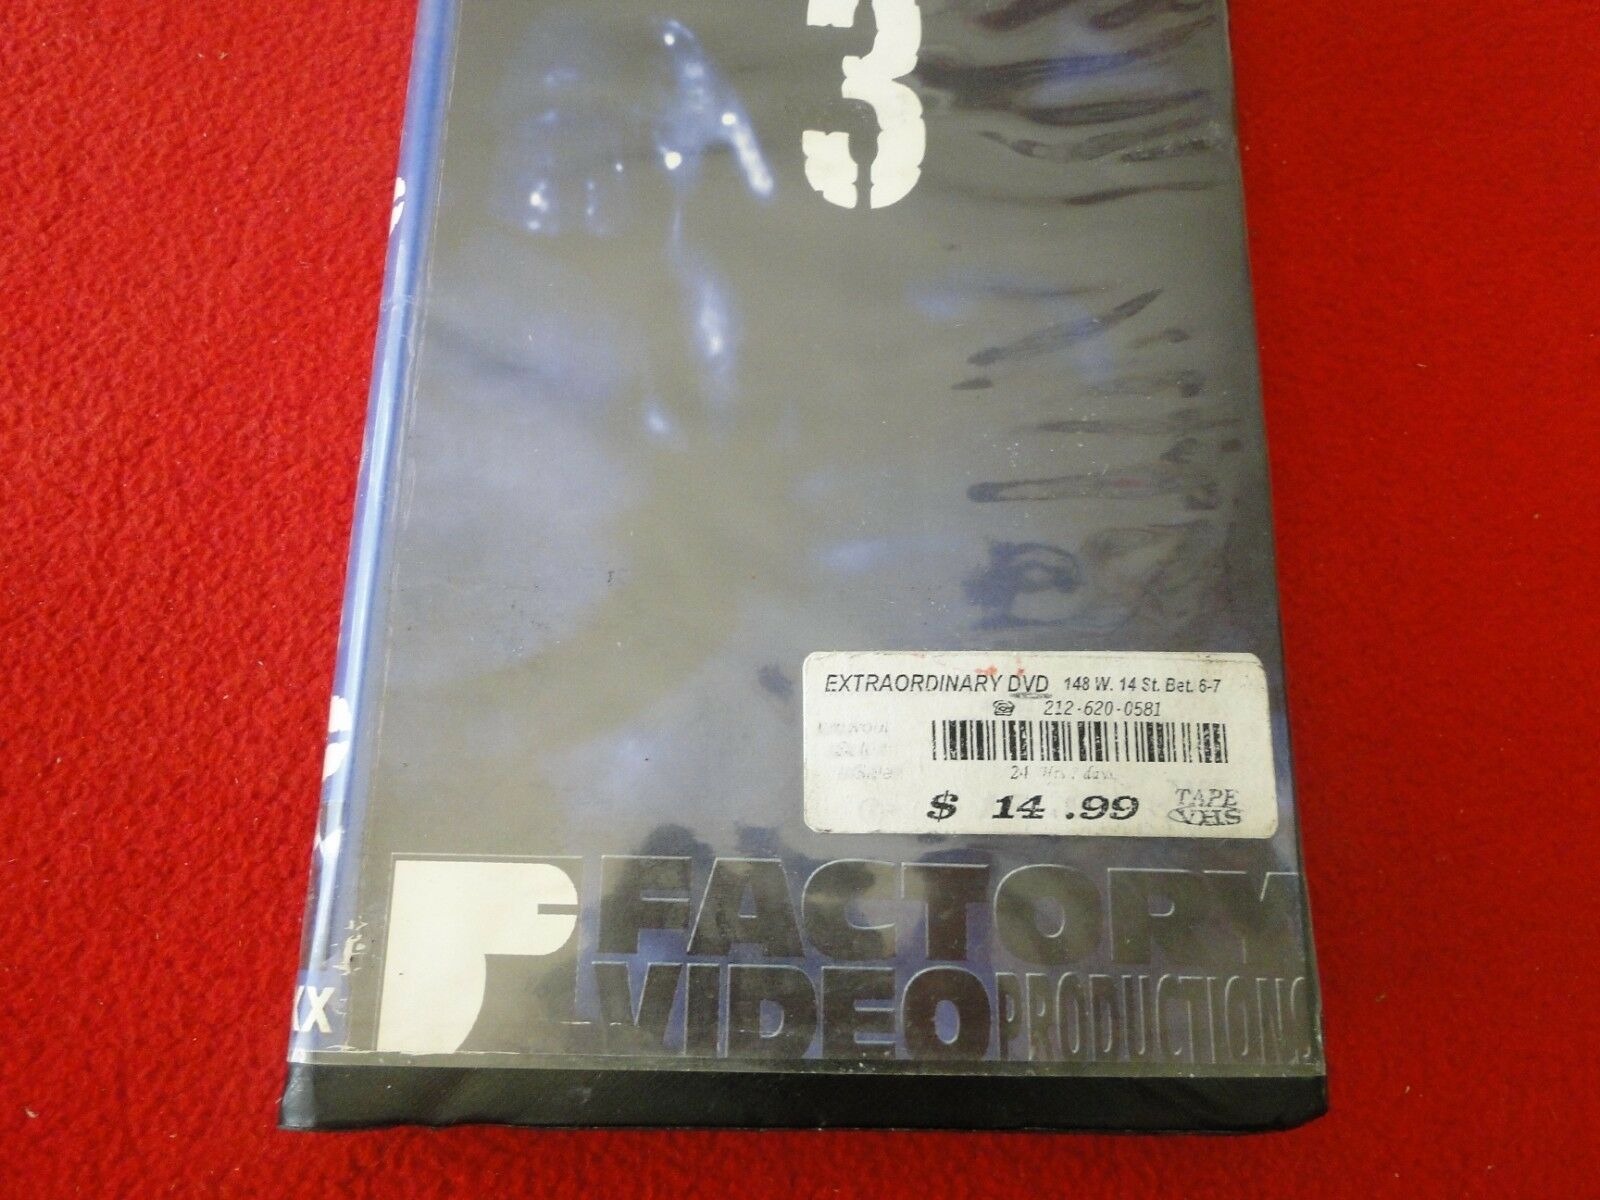 3
EXTRAORDINARY DVD 148 W. 14 St. Bet. 6-7
212-620-0581
$ 14.99
TAPE
VHS
FACTORY
VIDEO PRODUCTIONS
XX